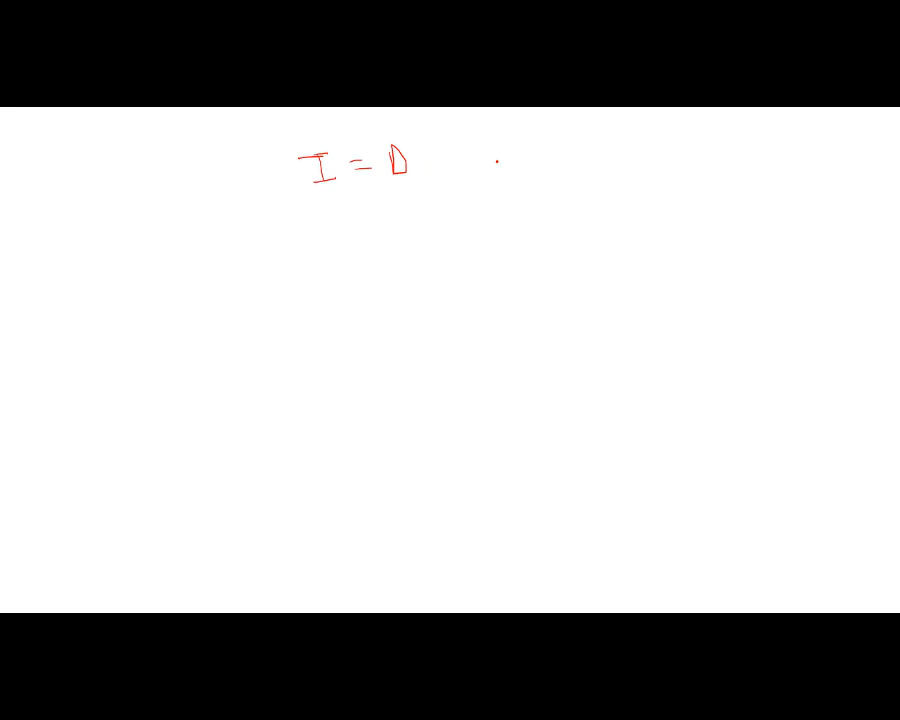 I = D